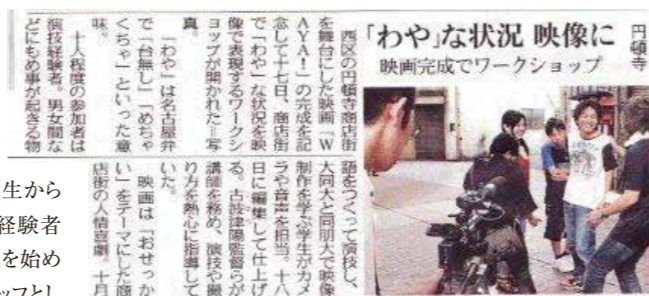 円頓寺
「わや」な状況 映像に
映画完成でワークショップ
西区の円頓寺商店街
を舞台にした映画「W
AYA!」の完成を記
念して十七日、商店街
で「わや」な状況を映
像で表現するワークシ
ョップが開かれた=写
真。
「わや」は名古屋弁
で「台無し」「めちゃ
くちゃ」といった意
味。
十人程度の参加者は
演技経験者。男女間な
どにもめ事が起きる物
語をつくって演技し、
大同大と同朋大で映像
制作を学ぶ学生がカメ
ラや音声を担当。十八
日に編集して仕上げ
る。古波津陽監督らが
講師を務め、演技や撮
り方を熱心に指導して
いた。
映画は「おせっか
い」をテーマにした商
店街の人情喜劇。十月
生から
経験者
を始め
ッフとし